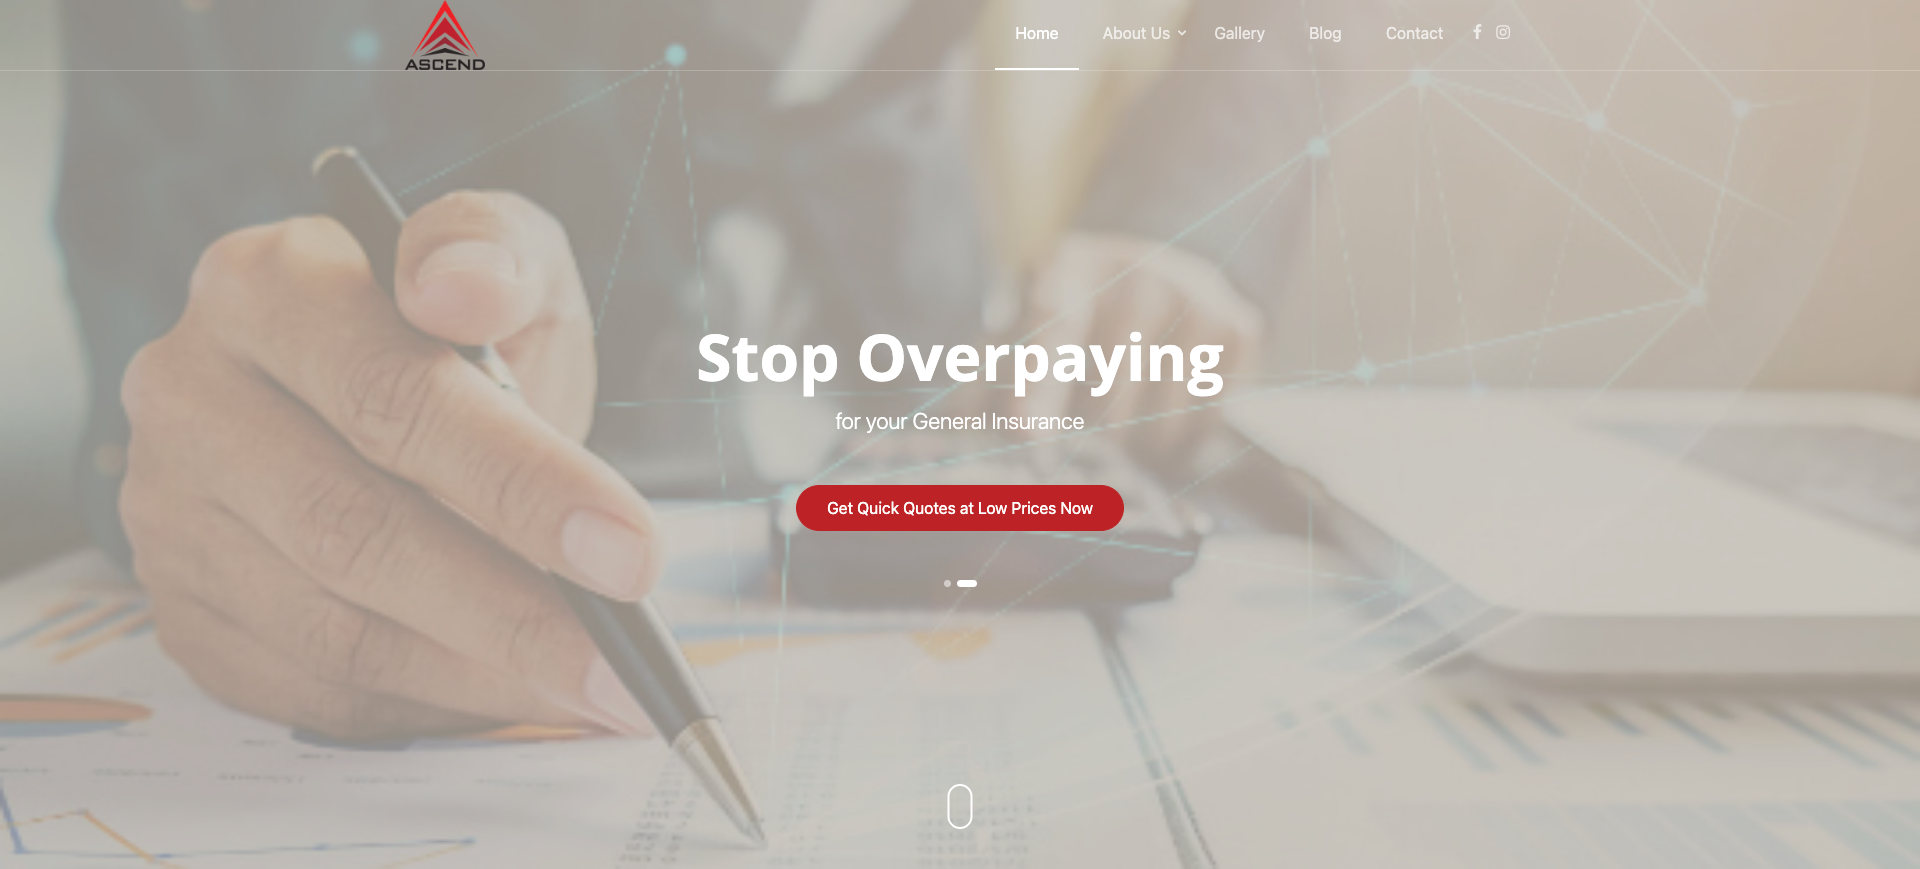 ASCEND
Home
About Us
Gallery
Blog
Contact
Stop Overpaying
for your General Insurance
Get Quick Quotes at Low Prices Now